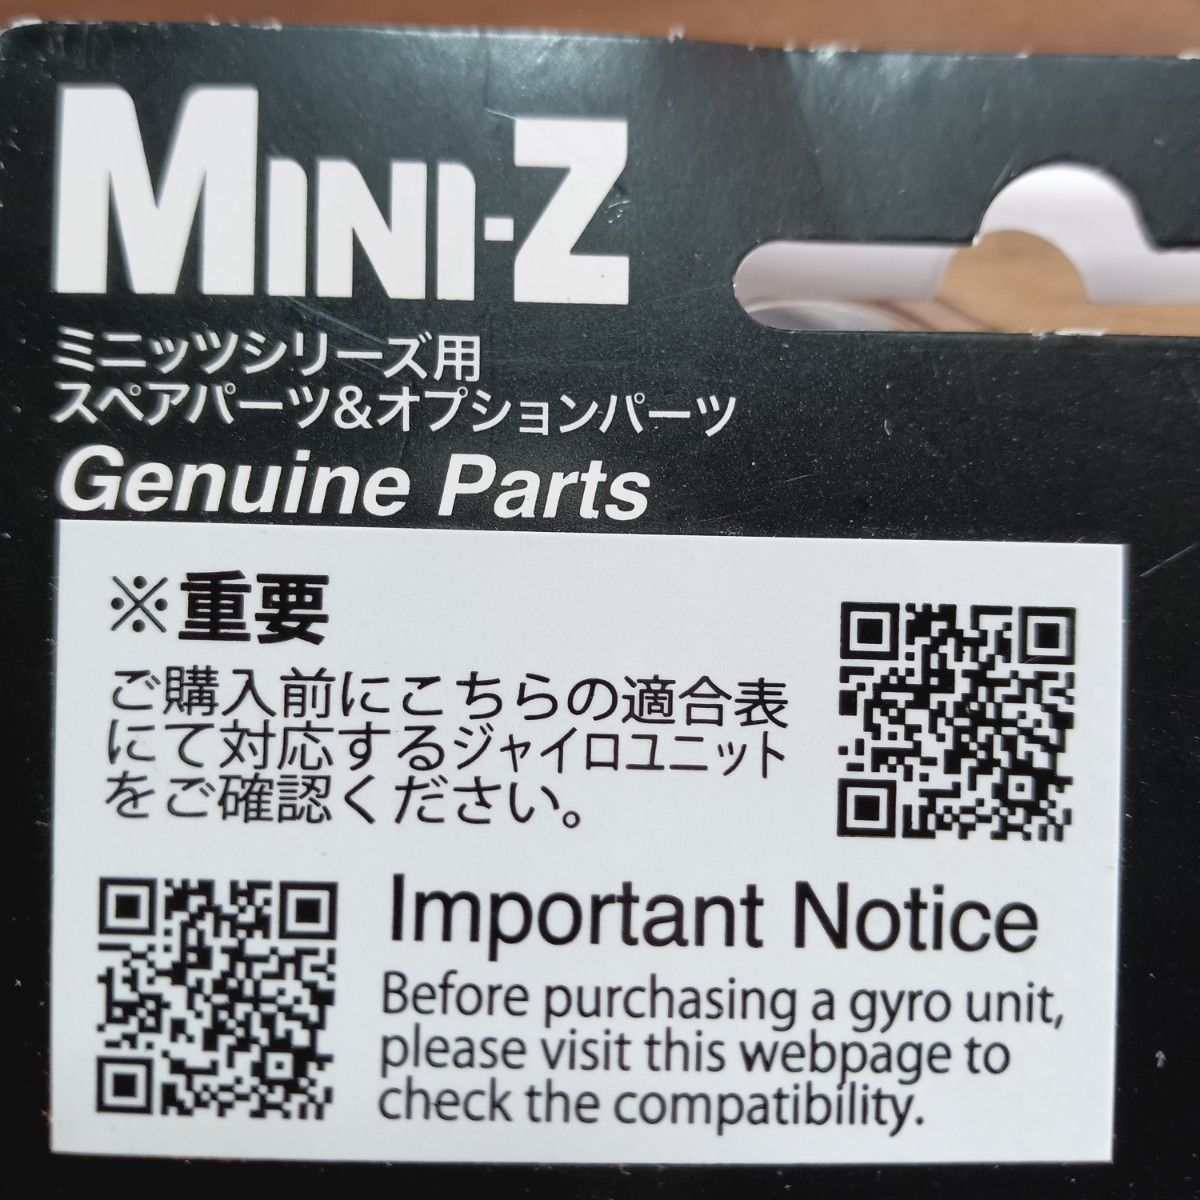 MINI-Z
ミニッツシリーズ用
スペアパーツ&オプションパーツ
Genuine Parts
※重要
ご購入前にこちらの適合表
にて対応するジャイロユニット
をご確認ください。
Important Notice
Before purchasing a gyro unit,
please visit this webpage to
check the compatibility.